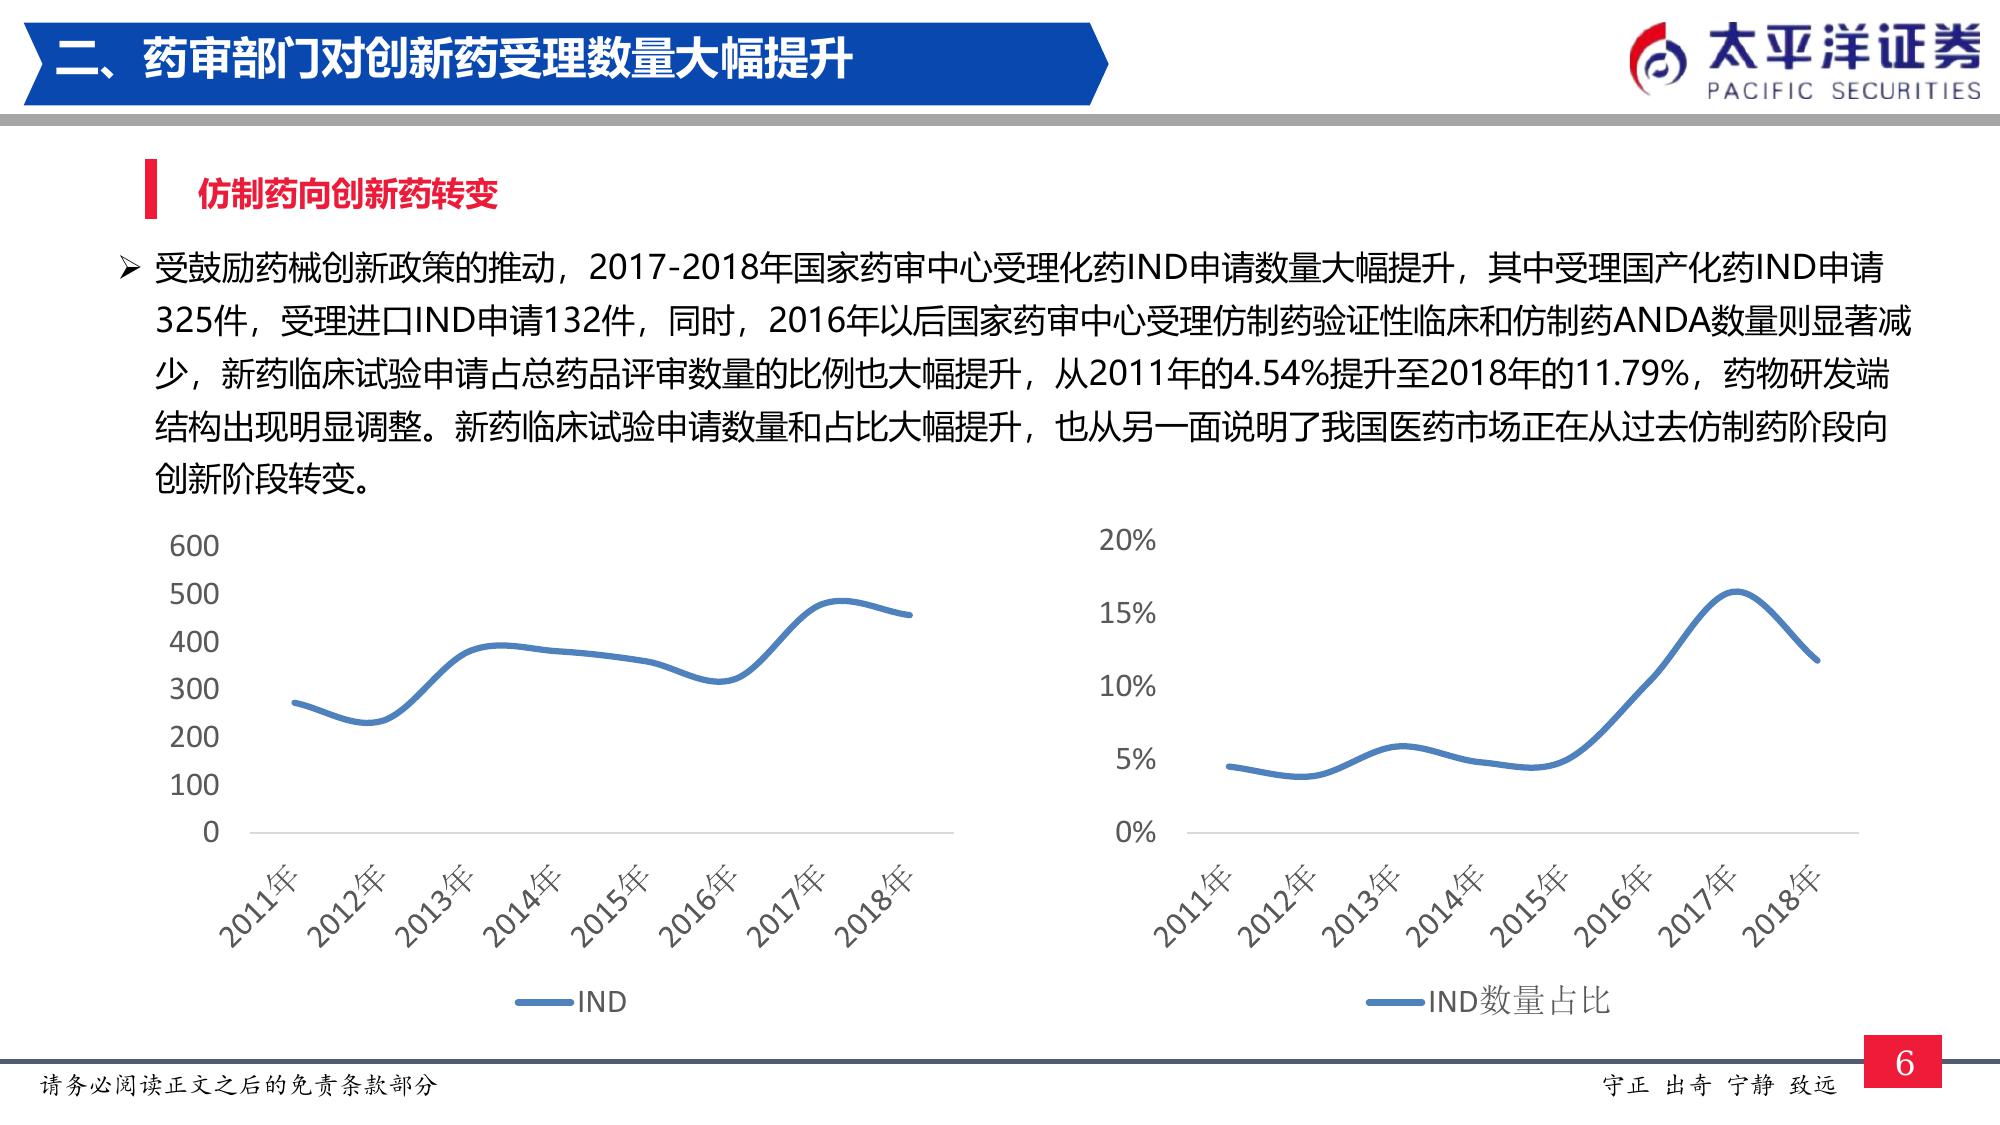 二、药审部门对创新药受理数量大幅提升
太平洋证券
PACIFIC SECURITIES
仿制药向创新药转变
受鼓励药械创新政策的推动，2017-2018年国家药审中心受理化药IND申请数量大幅提升，其中受理国产化药IND申请
325件，受理进口IND申请132件，同时，2016年以后国家药审中心受理仿制药验证性临床和仿制药ANDA数量则显著减
少，新药临床试验申请占总药品评审数量的比例也大幅提升，从2011年的4.54%提升至2018年的11.79%，药物研发端
结构出现明显调整。新药临床试验申请数量和占比大幅提升，也从另一面说明了我国医药市场正在从过去仿制药阶段向
创新阶段转变。
600
500
400
300
200
100
0
2011年
2012年
2013年
2014年
2015年
2016年
2017年
2018年
IND
20%
15%
10%
5%
0%
2011年
2012年
2013年
2014年
2015年
2016年
2017年
2018年
IND数量占比
请务必阅读正文之后的免责条款部分
守正 出奇 宁静 致远
6